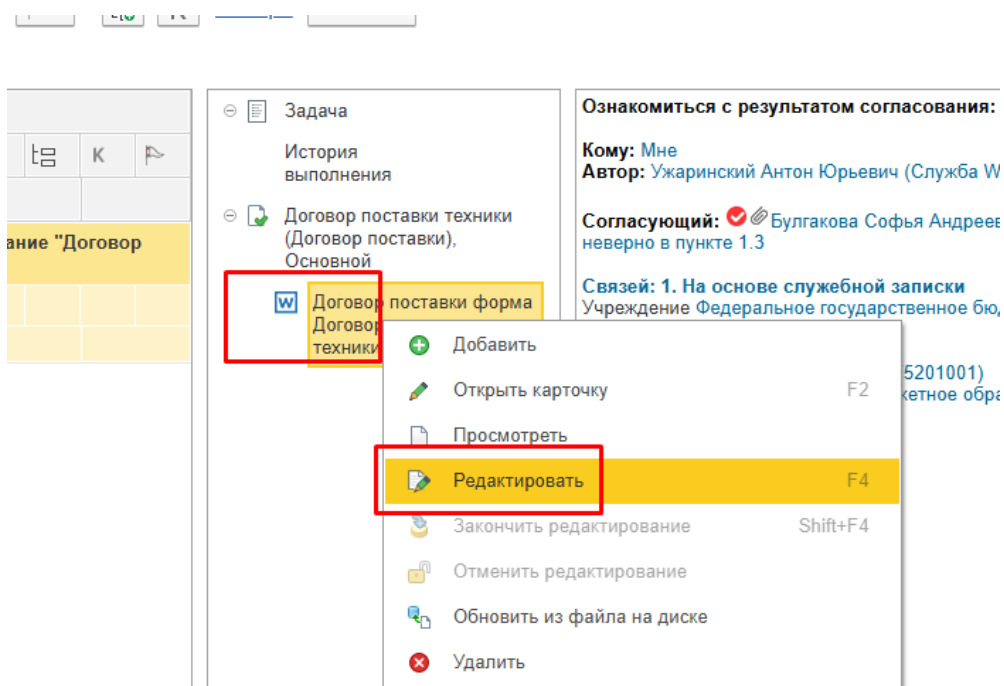 K
ание "Договор
Задача
История
выполнения
Договор поставки техники
(Договор поставки),
Основной
W
Договор поставки форма
Договор
техники
Ознакомиться с результатом согласования:
Кому: Мне
Автор: Ужаринский Антон Юрьевич (Служба W
Согласующий: Булгакова Софья Андреев
неверно в пункте 1.3
Связей: 1. На основе служебной записки
Учреждение Федеральное государственное бю
5201001)
кетное обра
Добавить
Открыть карточку F2
Просмотреть
Редактировать F4
Закончить редактирование Shift+F4
Отменить редактирование
Обновить из файла на диске
Удалить